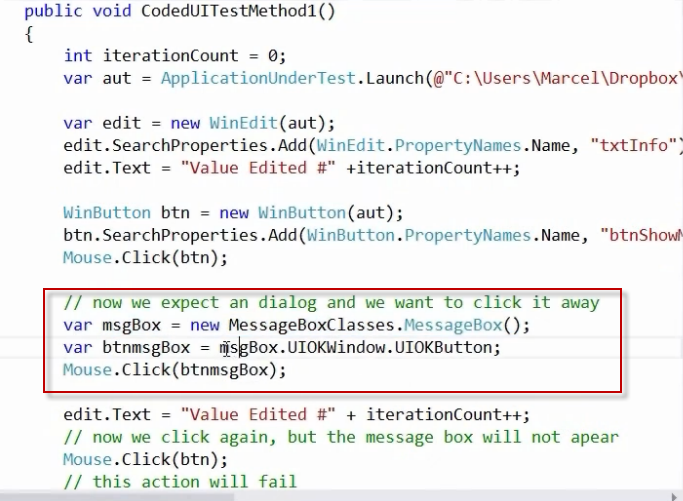 public void CodedUITestMethod1()
{
int iterationCount = 0;
var aut = ApplicationUnderTest.Launch(@"C:\Users\Marcel\Dropbox\
var edit = new WinEdit(aut);
edit.SearchProperties.Add(WinEdit.PropertyNames.Name, "txtInfo")
edit.Text = "Value Edited #" +iterationCount++;
WinButton btn = new WinButton(aut);
btn.SearchProperties.Add(WinButton.PropertyNames.Name, "btnShowM
Mouse.Click(btn);
// now we expect an dialog and we want to click it away
var msgBox = new MessageBoxClasses.MessageBox();
var btnmsgBox = msgBox.UIOKWindow.UIOKButton;
Mouse.Click(btnmsgBox);
edit.Text = "Value Edited #" + iterationCount++;
// now we click again, but the message box will not apear
Mouse.Click(btn);
// this action will fail